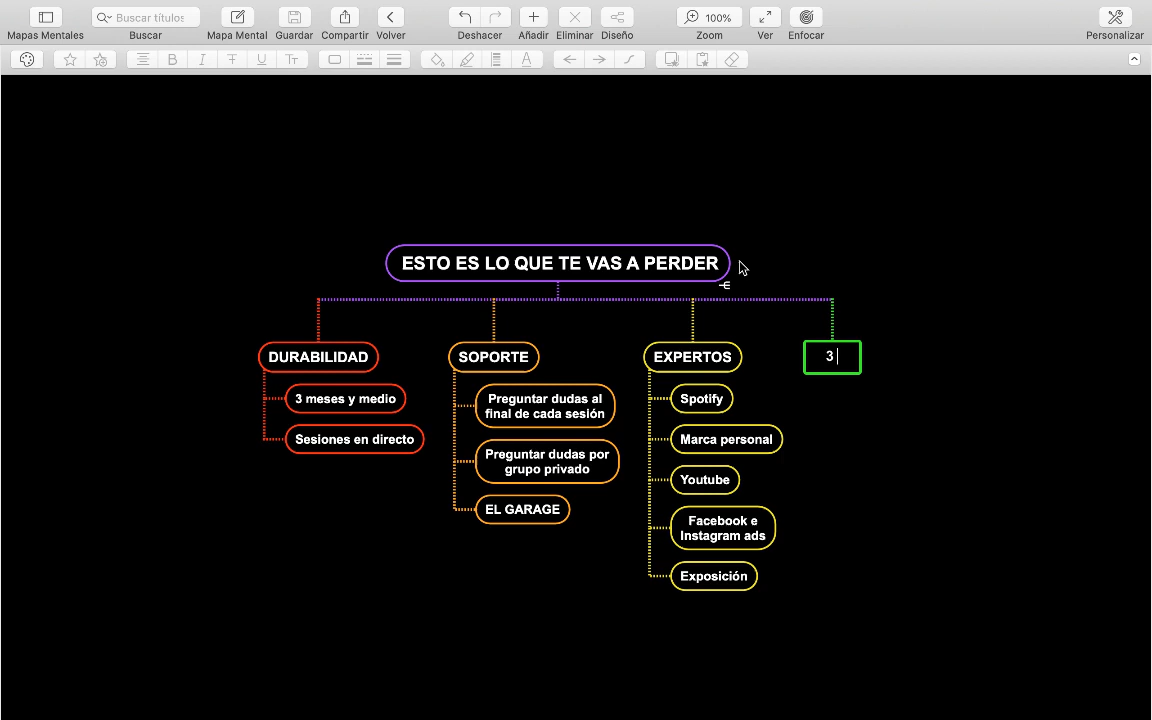 Buscar títulos
100%
Mapas Mentales
Buscar
Mapa Mental
Guardar
Compartir
Volver
Deshacer
Añadir
Eliminar
Diseño
Zoom
Ver
Enfocar
Personalizar
B
I
T
U
Tт
A
ESTO ES LO QUE TE VAS A PERDER
DURABILIDAD
3 meses y medio
Sesiones en directo
SOPORTE
Preguntar dudas al
final de cada sesión
Preguntar dudas por
grupo privado
EL GARAGE
EXPERTOS
Spotify
Marca personal
Youtube
Facebook e
Instagram ads
Exposición
3